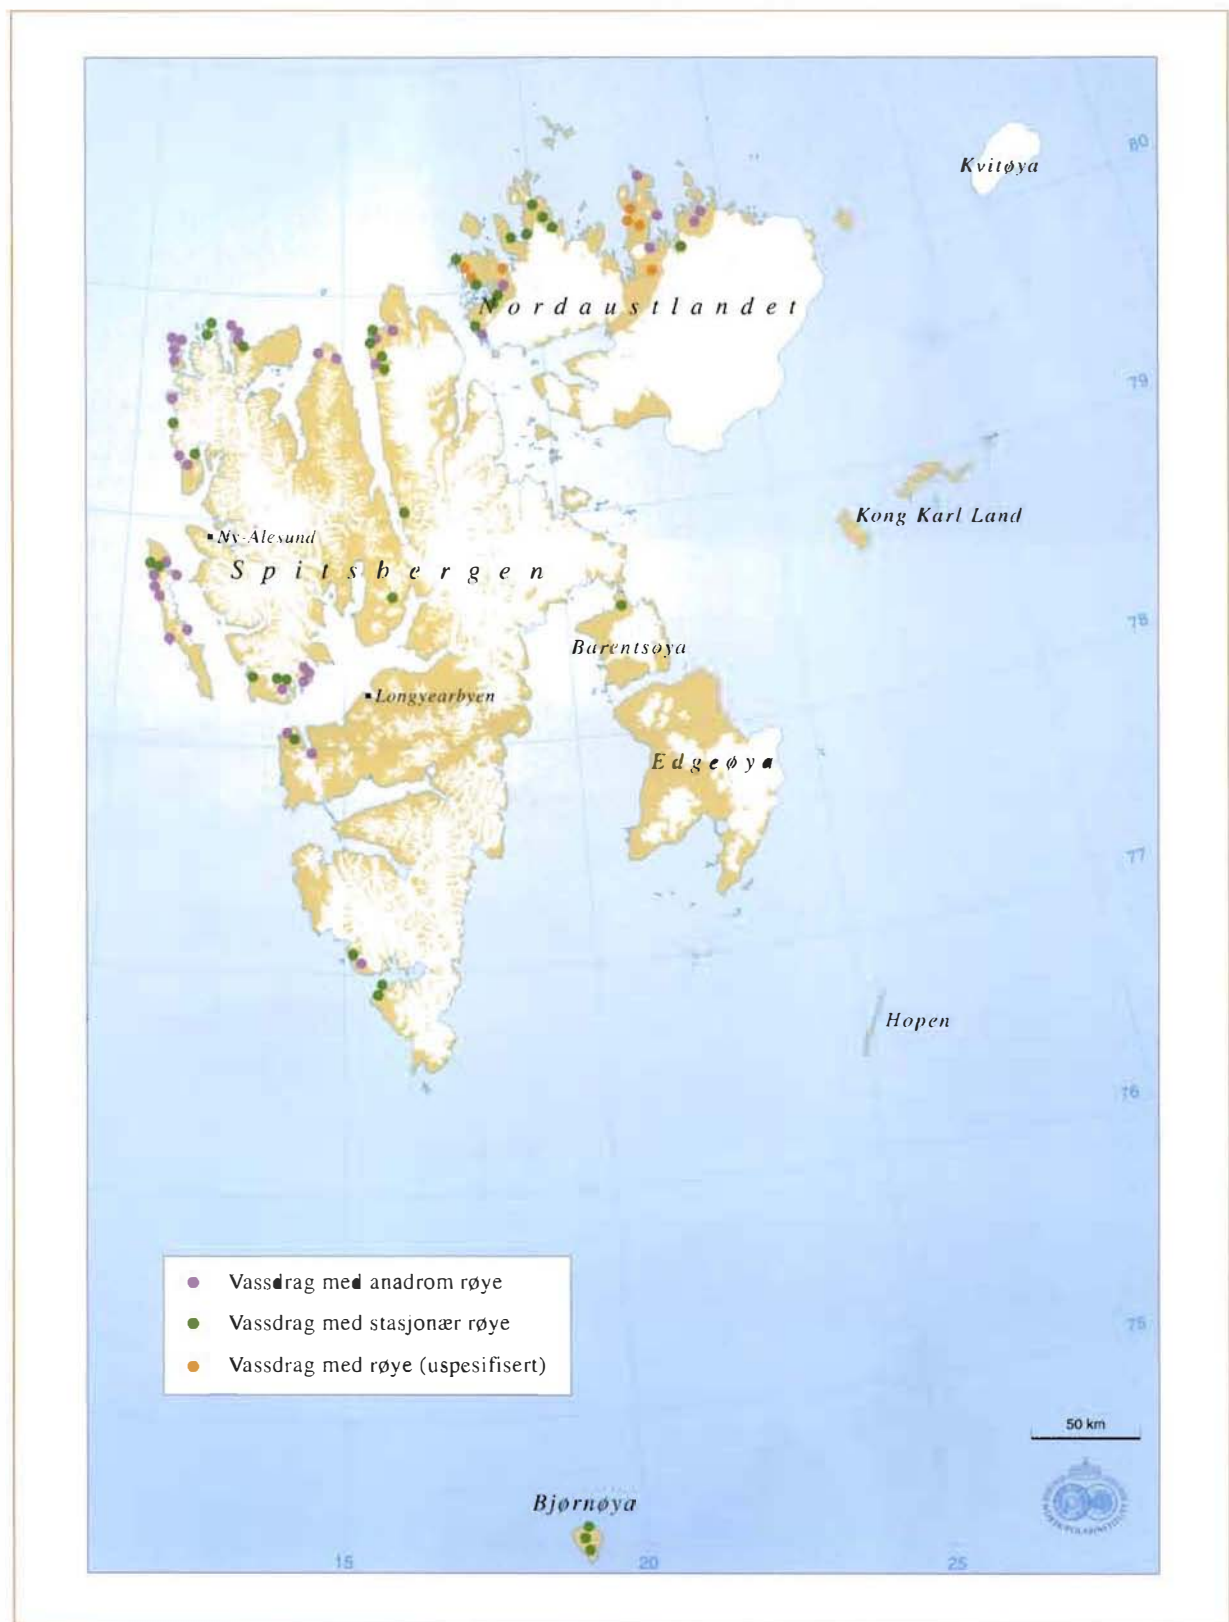 80
Kvitøya
Nordaustlandet
79
Kong Karl Land
Ny-Ålesund
Spitsbergen
78
Barentsøya
Longyearbyen
Edgeøya
77
Hopen
76
Vassdrag med anadrom røye
Vassdrag med stasjonær røye
75
Vassdrag med røye (uspesifisert)
50 km
Bjørnøya
15
20
25